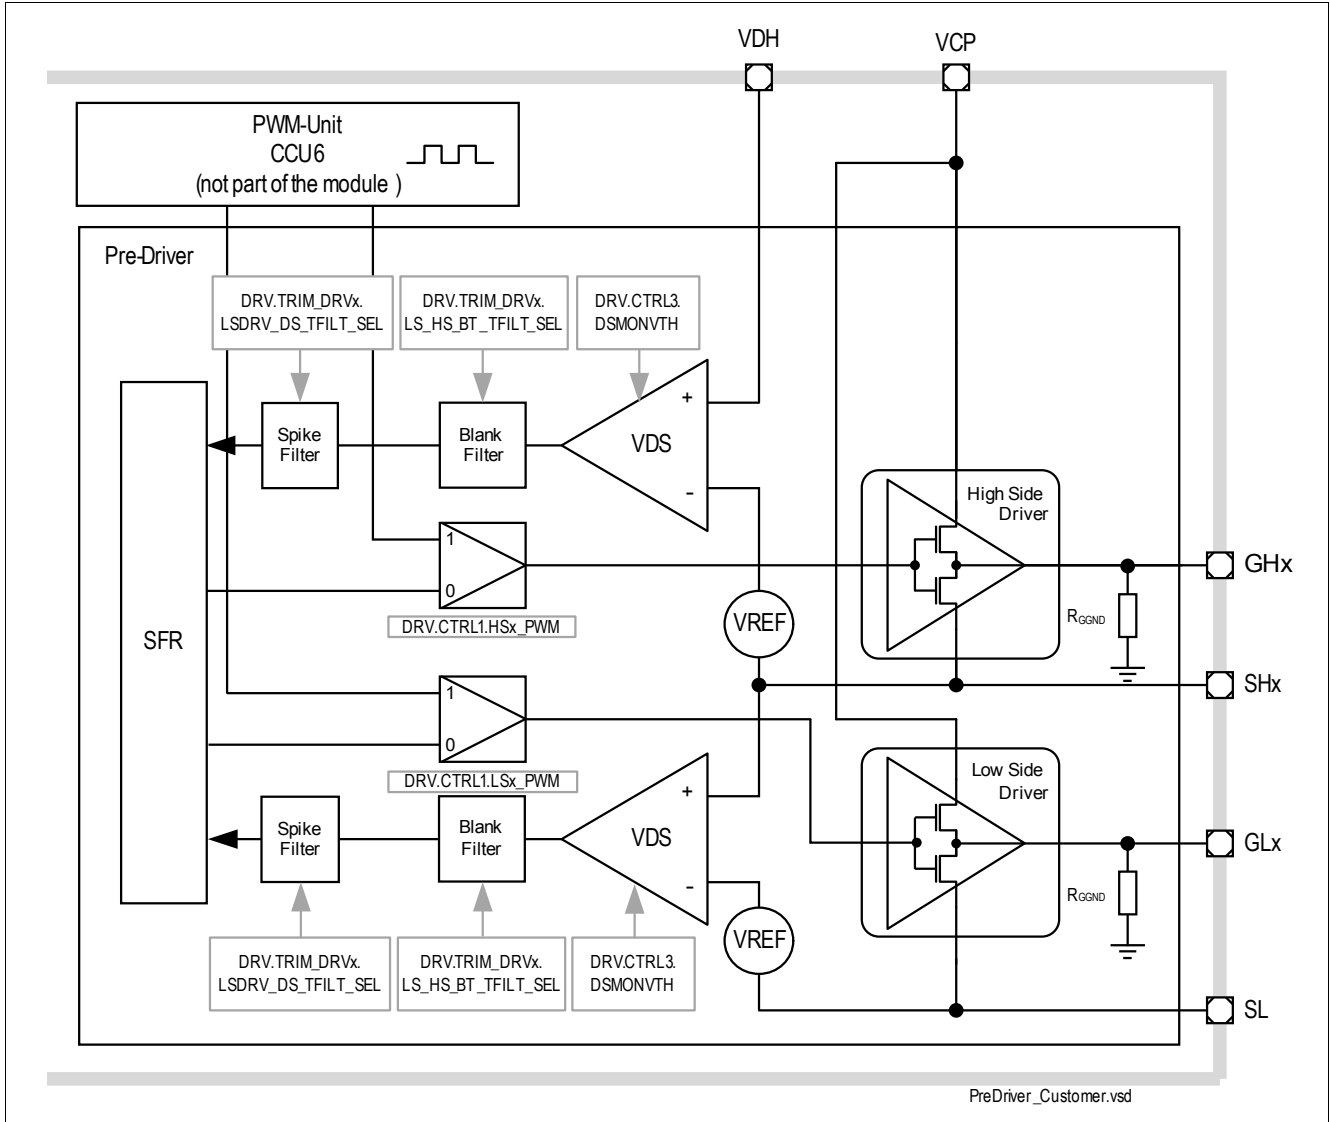 VDH
VCP
PWM-Unit
CCU6
(not part of the module )
Pre-Driver
DRV.TRIM_DRVx.
LSDRV_DS_TFILT_SEL
DRV.TRIM_DRVx.
LS_HS_BT_TFILT_SEL
DRV.CTRL3.
DSMONVTH
+
VDS
-
Spike
Filter
Blank
Filter
High Side
Driver
1
0
DRV.CTRL1.HSx_PWM
VREF
GHx
RGGND
SFR
SHx
1
0
DRV.CTRL1.LSx_PWM
Low Side
Driver
+
VDS
-
Spike
Filter
Blank
Filter
GLx
RGGND
VREF
DRV.TRIM_DRVx.
LSDRV_DS_TFILT_SEL
DRV.TRIM_DRVx.
LS_HS_BT_TFILT_SEL
DRV.CTRL3.
DSMONVTH
SL
PreDriver_Customer.vsd